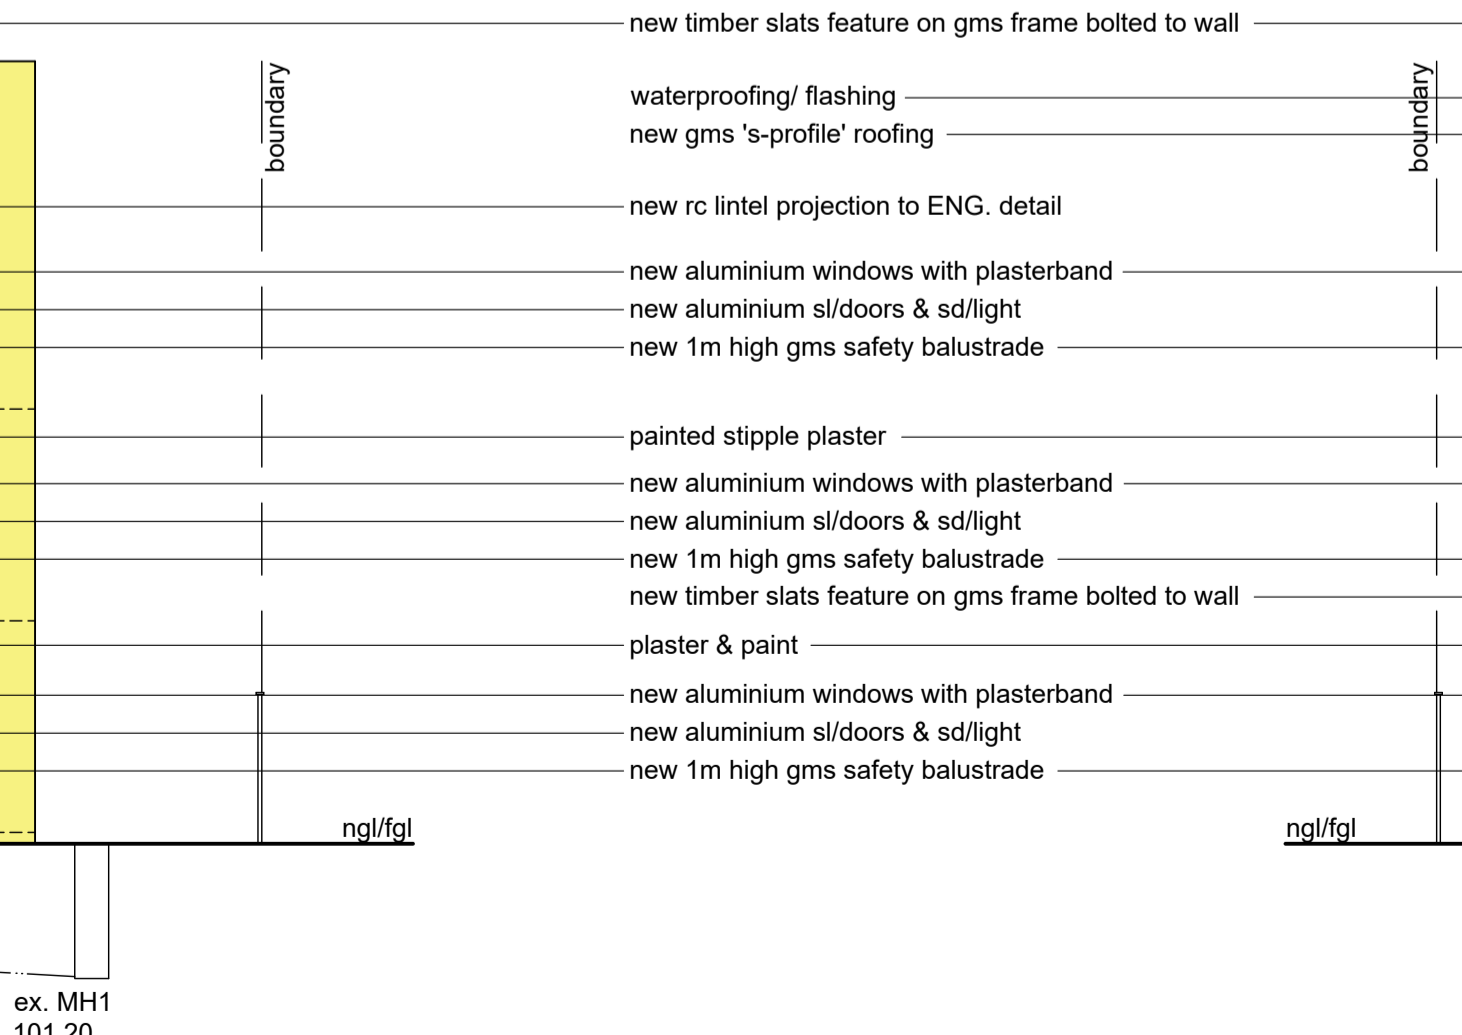 new timber slats feature on gms frame bolted to wall
boundary
boundary
waterproofing/ flashing
new gms 's-profile' roofing
new rc lintel projection to ENG. detail
new aluminium windows with plasterband
new aluminium sl/doors & sd/light
new 1m high gms safety balustrade
painted stipple plaster
new aluminium windows with plasterband
new aluminium sl/doors & sd/light
new 1m high gms safety balustrade
new timber slats feature on gms frame bolted to wall
plaster & paint
new aluminium windows with plasterband
new aluminium sl/doors & sd/light
new 1m high gms safety balustrade
ngl/fgl
ngl/fgl
ex. MH1
101.20